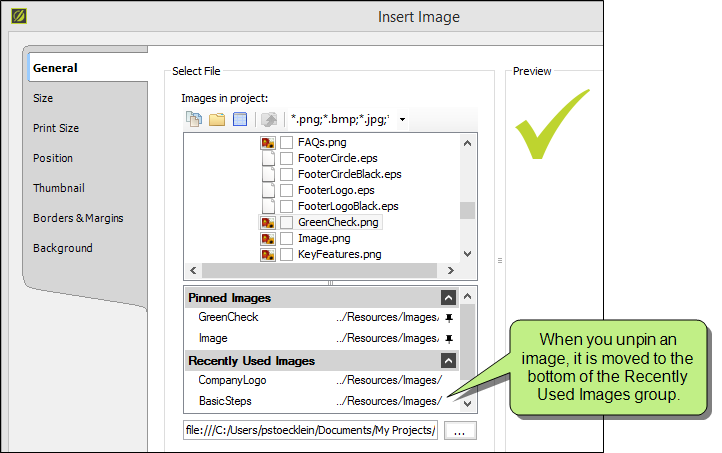 Insert Image
General
Size
Print Size
Position
Thumbnail
Borders & Margins
Background
Select File
Images in project:
*.png;*.bmp;*.jpg;*
FAQs.png
FooterCircle.eps
FooterCircleBlack.eps
FooterLogo.eps
FooterLogoBlack.eps
GreenCheck.png
Image.png
KeyFeatures.png
Pinned Images
GreenCheck ../Resources/Images/
Image ../Resources/Images/
Recently Used Images
CompanyLogo ../Resources/Images/
BasicSteps ../Resources/Images/
file:///C:/Users/pstoecklein/Documents/My Projects/
...
Preview
When you unpin an
image, it is moved to the
bottom of the Recently
Used Images group.